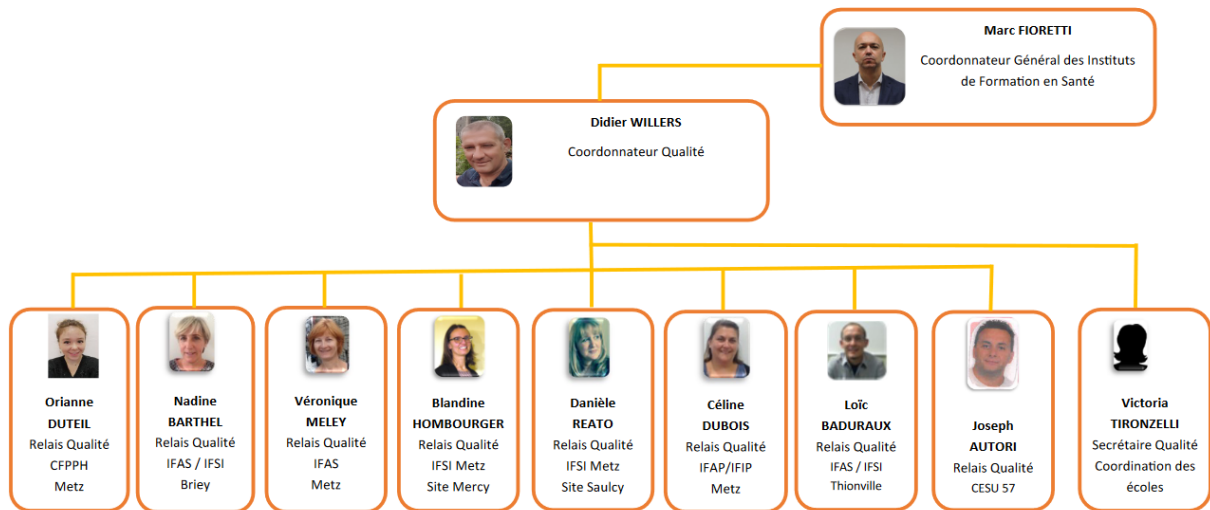 Marc FIORETTI
Coordonnateur Général des Instituts
de Formation en Santé
Didier WILLERS
Coordonnateur Qualité
Orianne
DUTEIL
Relais Qualité
CFPPH
Metz
Nadine
BARTHEL
Relais Qualité
IFAS / IFSI
Briey
Véronique
MELEY
Relais Qualité
IFAS
Metz
Blandine
HOMBOURGER
Relais Qualité
IFSI Metz
Site Mercy
Danièle
REATO
Relais Qualité
IFSI Metz
Site Saulcy
Céline
DUBOIS
Relais Qualité
IFAP/IFIP
Metz
Loïc
BADURAUX
Relais Qualité
IFAS / IFSI
Thionville
Joseph
AUTORI
Relais Qualité
CESU 57
Victoria
TIRONZELLI
Secrétaire Qualité
Coordination des
écoles